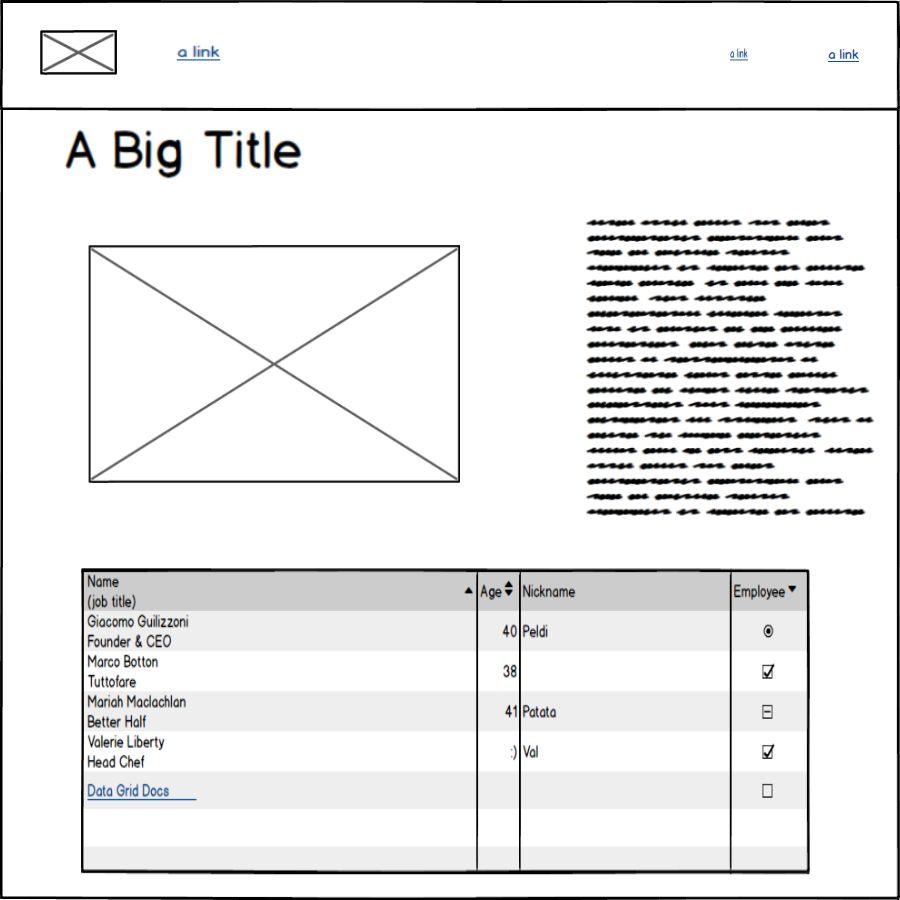 a link
a link
a link
A Big Title
Name
(job title)
Age
Nickname
Employee
Giacomo Guilizzoni
Founder & CEO
40
Peldi
Marco Botton
Tuttofare
38
Mariah Maclachlan
Better Half
41
Patata
Valerie Liberty
Head Chef
:)
Val
Data Grid Docs